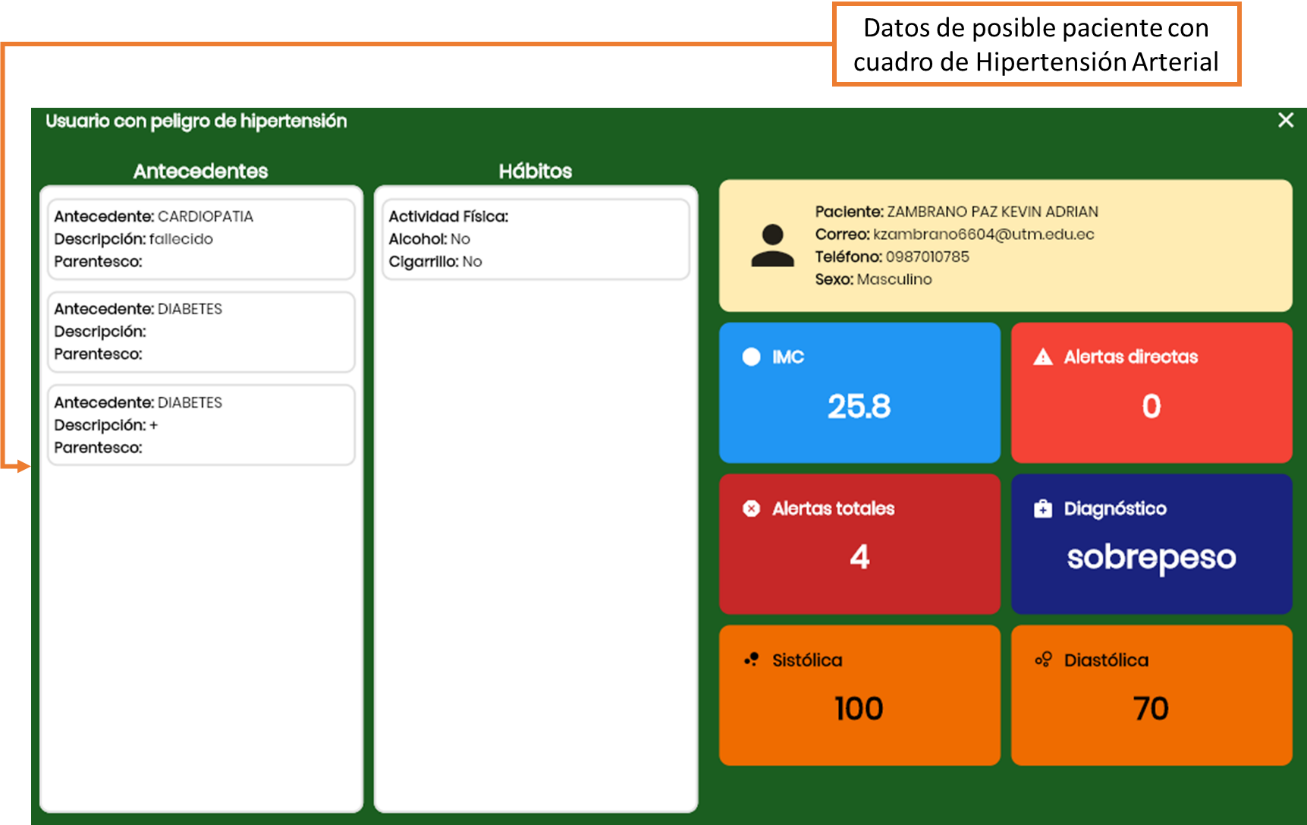 Datos de posible paciente con
cuadro de Hipertensión Arterial
Usuario con peligro de hipertensión
Antecedentes
Antecedente: CARDIOPATIA
Descripción: fallecido
Parentesco:
Antecedente: DIABETES
Descripción:
Parentesco:
Antecedente: DIABETES
Descripción: +
Parentesco:
Hábitos
Actividad Física:
Alcohol: No
Cigarrillo: No
Paciente: ZAMBRANO PAZ KEVIN ADRIAN
Correo: kzambrano6604@utm.edu.ec
Teléfono: 0987010785
Sexo: Masculino
IMC
25.8
Alertas directas
0
Alertas totales
4
Diagnóstico
sobrepeso
Sistólica
100
Diastólica
70